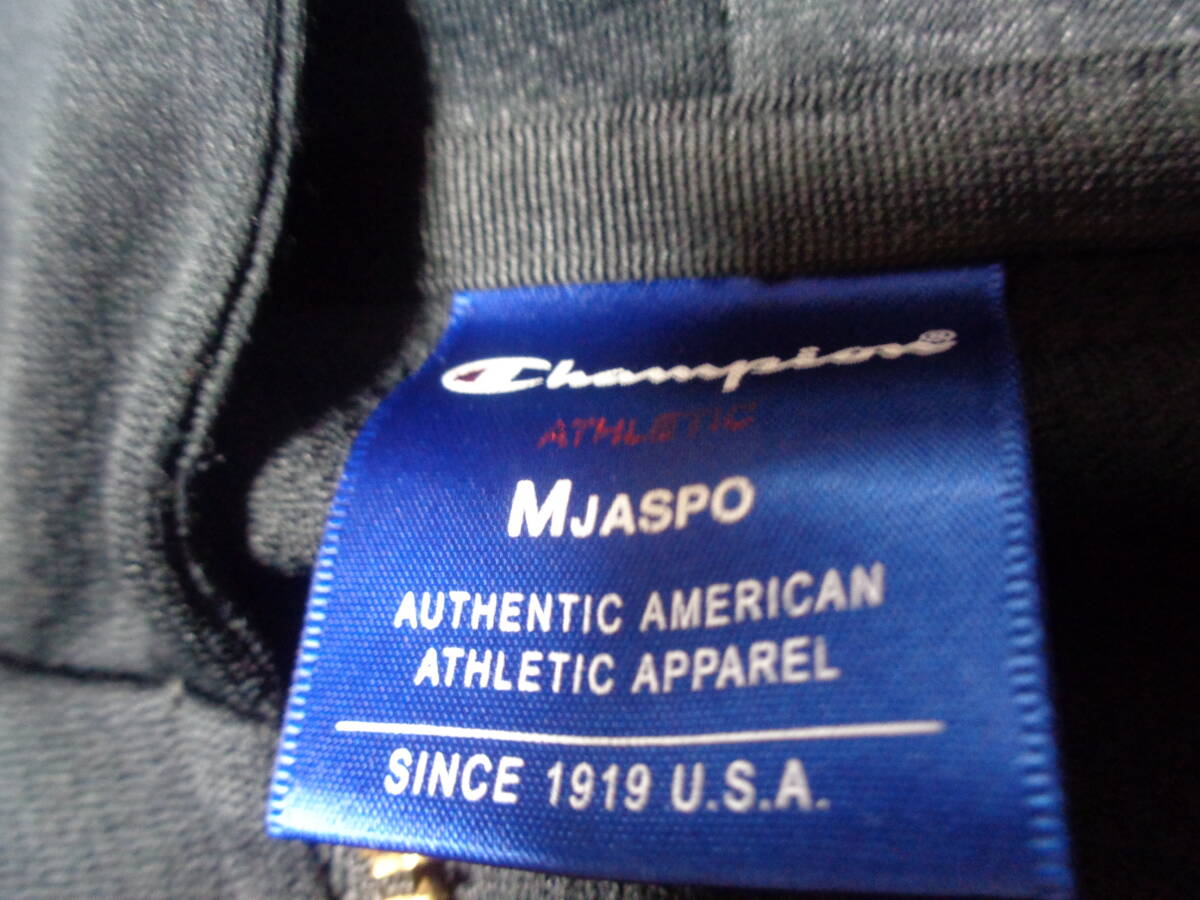 Champion®
ATHLETIC
MJASPO
AUTHENTIC AMERICAN
ATHLETIC APPAREL
SINCE 1919 U.S.A.